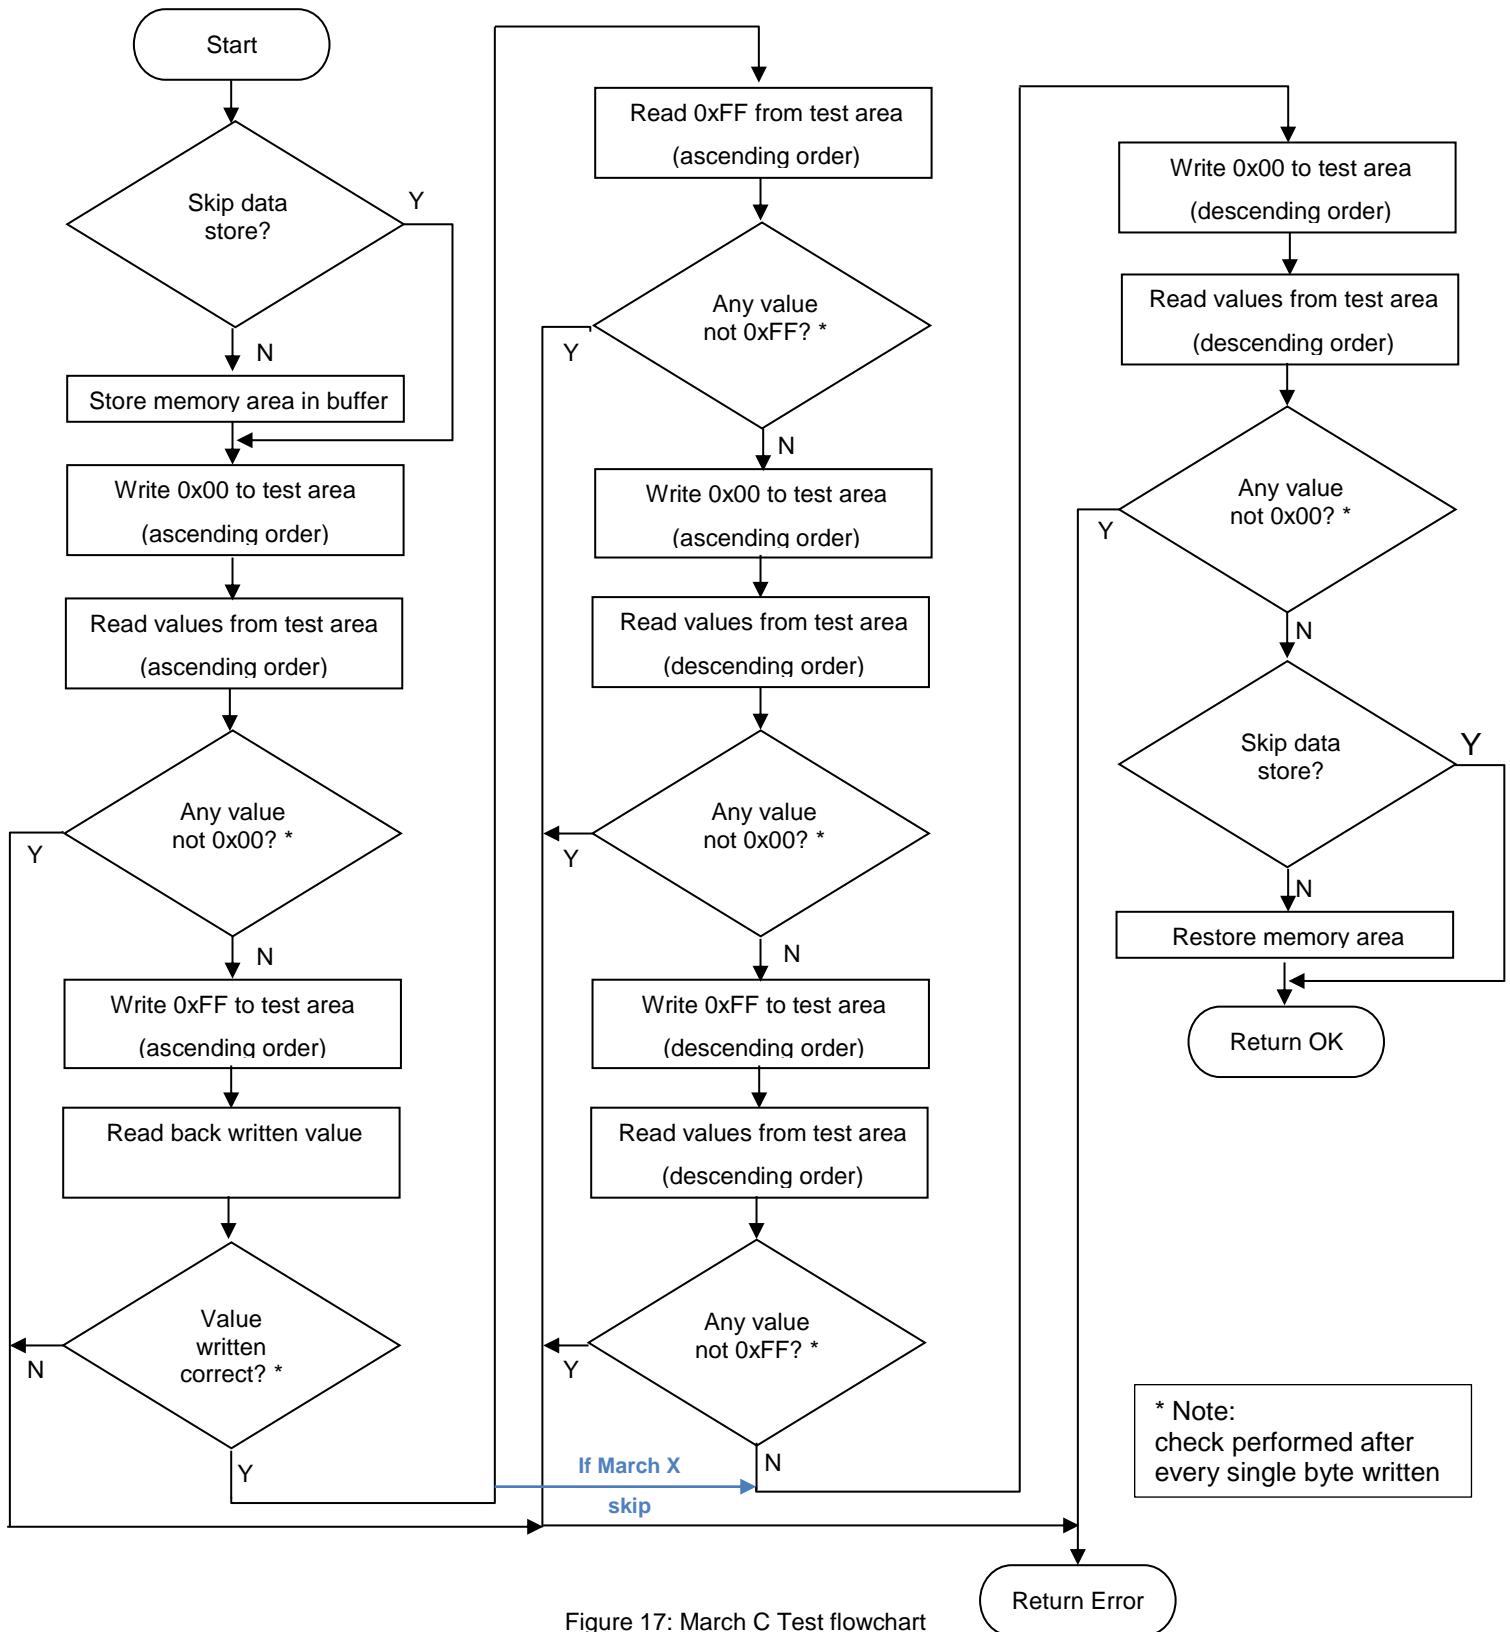 Start
Skip data
store?
Y
N
Store memory area in buffer
Write 0x00 to test area
(ascending order)
Read values from test area
(ascending order)
Any value
not 0x00? *
Y
N
Write 0xFF to test area
(ascending order)
Read back written value
Value
written
correct? *
N
Y
Read 0xFF from test area
(ascending order)
Any value
not 0xFF? *
Y
N
Write 0x00 to test area
(ascending order)
Read values from test area
(descending order)
Any value
not 0x00? *
Y
N
Write 0xFF to test area
(descending order)
Read values from test area
(descending order)
Any value
not 0xFF? *
Y
N
If March X
skip
Write 0x00 to test area
(descending order)
Read values from test area
(descending order)
Any value
not 0x00? *
Y
N
Skip data
store?
Y
N
Restore memory area
Return OK
* Note:
check performed after
every single byte written
Return Error
Figure 17: March C Test flowchart